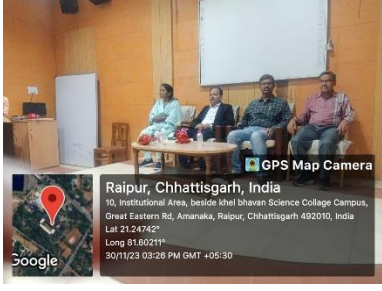 GPS Map Camera
Raipur, Chhattisgarh, India
10, Institutional Area, beside khel bhavan Science Collage Campus,
Great Eastern Rd, Amanaka, Raipur, Chhattisgarh 492010, India
Lat 21.24742°
Long 81.60211°
30/11/23 03:26 PM GMT +05:30
Google